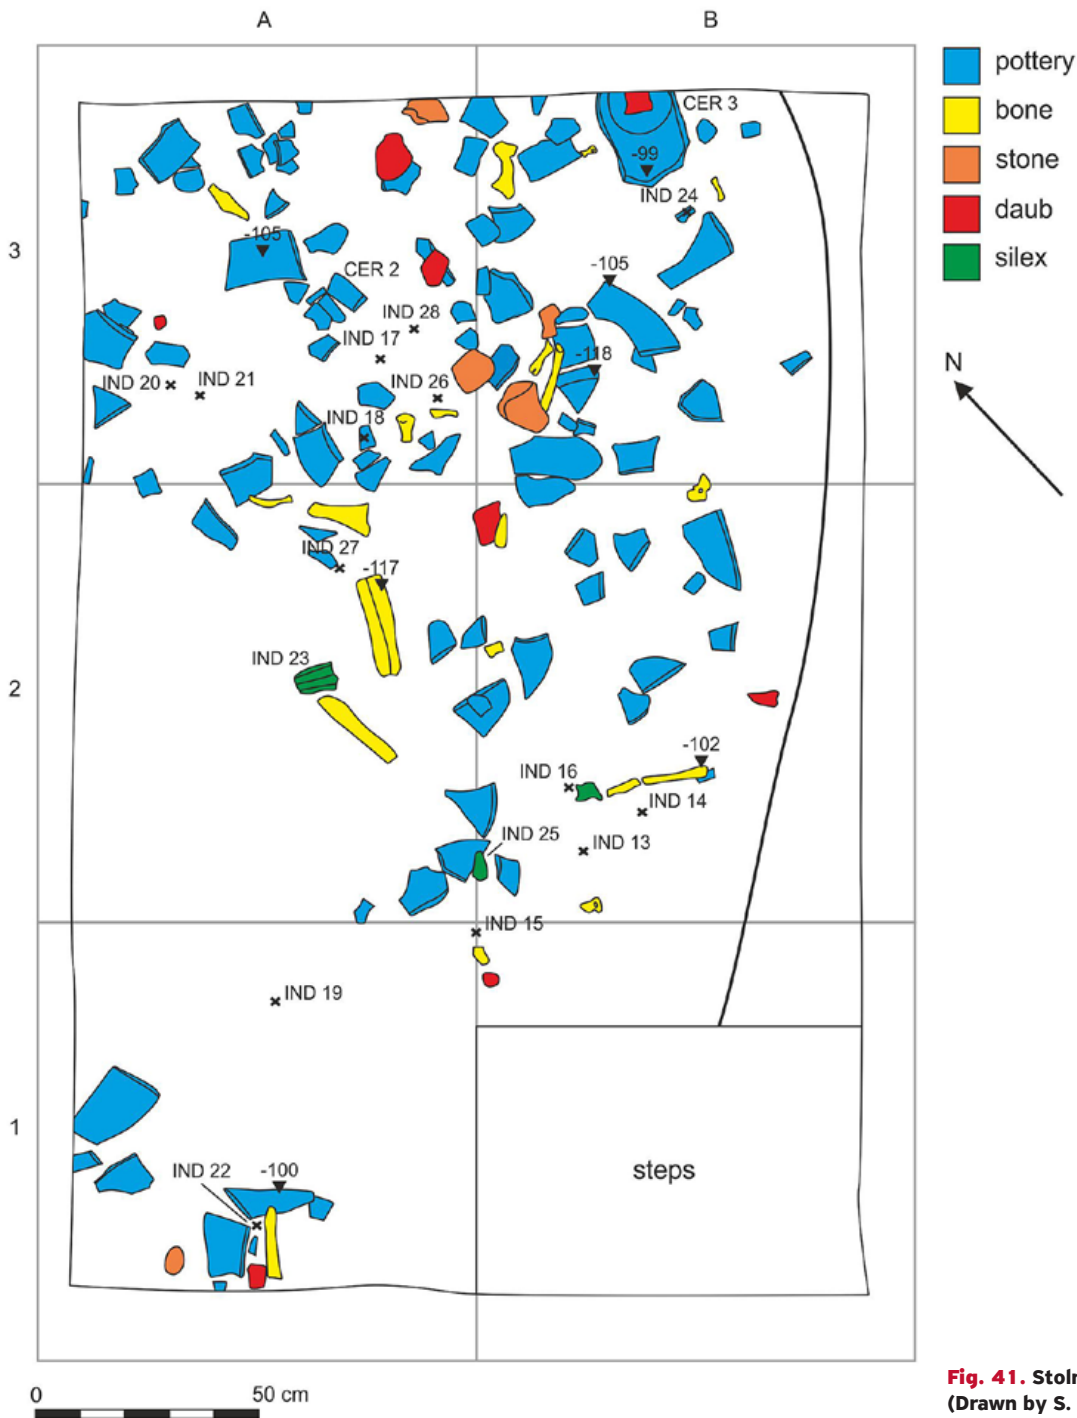 A
B
pottery
bone
stone
daub
silex
N
CER 3
-99
IND 24
-105
3
CER 2
-105
IND 28
IND 17
-118
IND 20
IND 21
IND 26
IND 18
IND 27
-117
IND 23
2
-102
IND 16
IND 14
IND 25
IND 13
IND 15
IND 19
1
IND 22
-100
steps
0
50 cm
Fig. 41.
(Drawn by S.